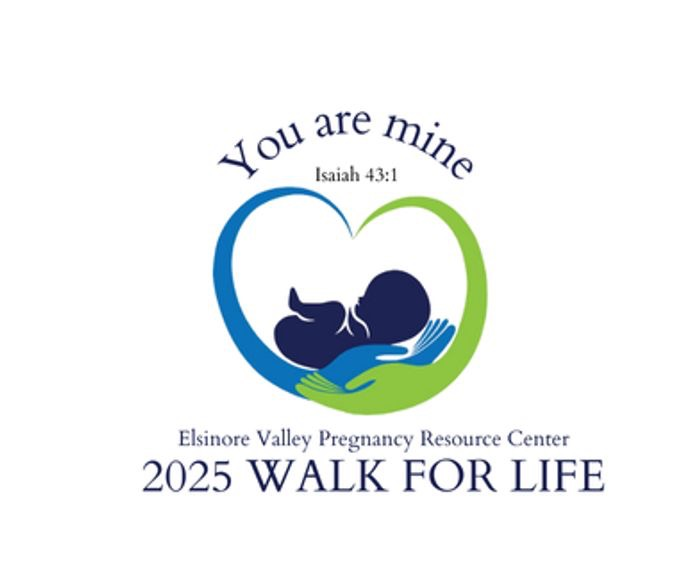 You are mine
Isaiah 43:1
Elsinore Valley Pregnancy Resource Center
2025 WALK FOR LIFE